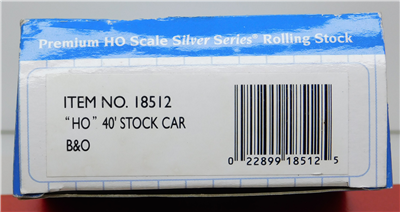 Premium HO Scale Silver Series® Rolling Stock
ITEM NO. 18512
"HO" 40' STOCK CAR
B&O
0 22899 18512 5